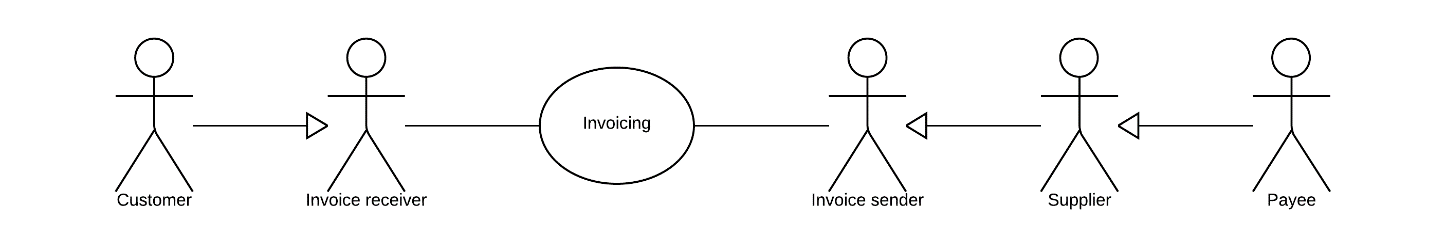 Invoicing
Customer
Invoice receiver
Invoice sender
Supplier
Payee